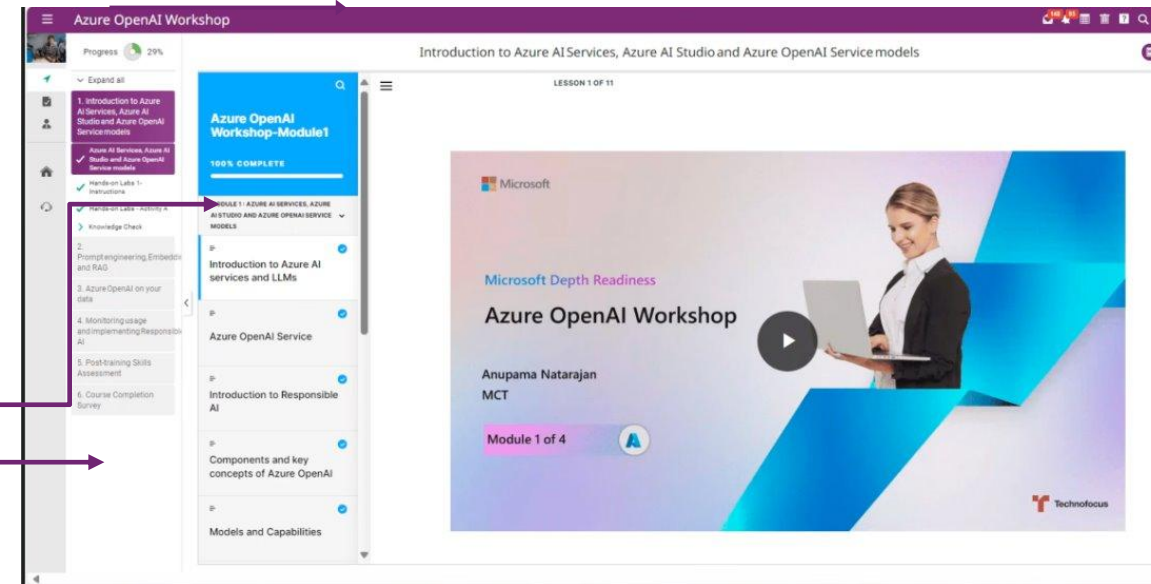 Azure OpenAI Workshop
Progress 29%
Introduction to Azure AI Services, Azure AI Studio and Azure OpenAI Service models
Expand all
1. Introduction to Azure
AI Services, Azure AI
Studio and Azure OpenAI
Service models
Azure AI Services, Azure AI
Studio and Azure OpenAI
Service models
Hands-on Labs 1-
Instructions
Hands-on Labs - Activity A
Knowledge Check
2.
Prompt engineering, Embeddi
and RAG
3. Azure OpenAI on your
data
4. Monitoring usage
and implementing Responsibl
AI
5. Post-training Skills
Assessment
6. Course Completion
Survey
Azure OpenAI
Workshop-Module1
100% COMPLETE
MODULE 1: AZURE AI SERVICES, AZURE
AI STUDIO AND AZURE OPENAI SERVICE
MODELS
Introduction to Azure AI
services and LLMs
Azure OpenAI Service
Introduction to Responsible
AI
Components and key
concepts of Azure OpenAI
Models and Capabilities
LESSON 1 OF 11
Microsoft
Microsoft Depth Readiness
Azure OpenAI Workshop
Anupama Natarajan
MCT
Module 1 of 4
Technofocus